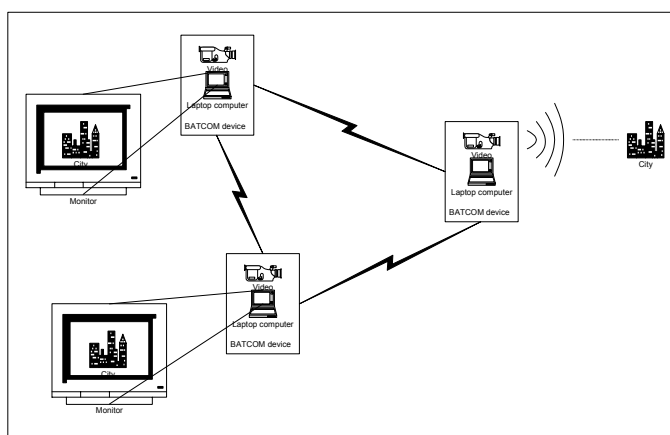 Video
Laptop computer
BATCOM device
City
Monitor
Video
Laptop computer
BATCOM device
City
Video
Laptop computer
BATCOM device
City
Monitor